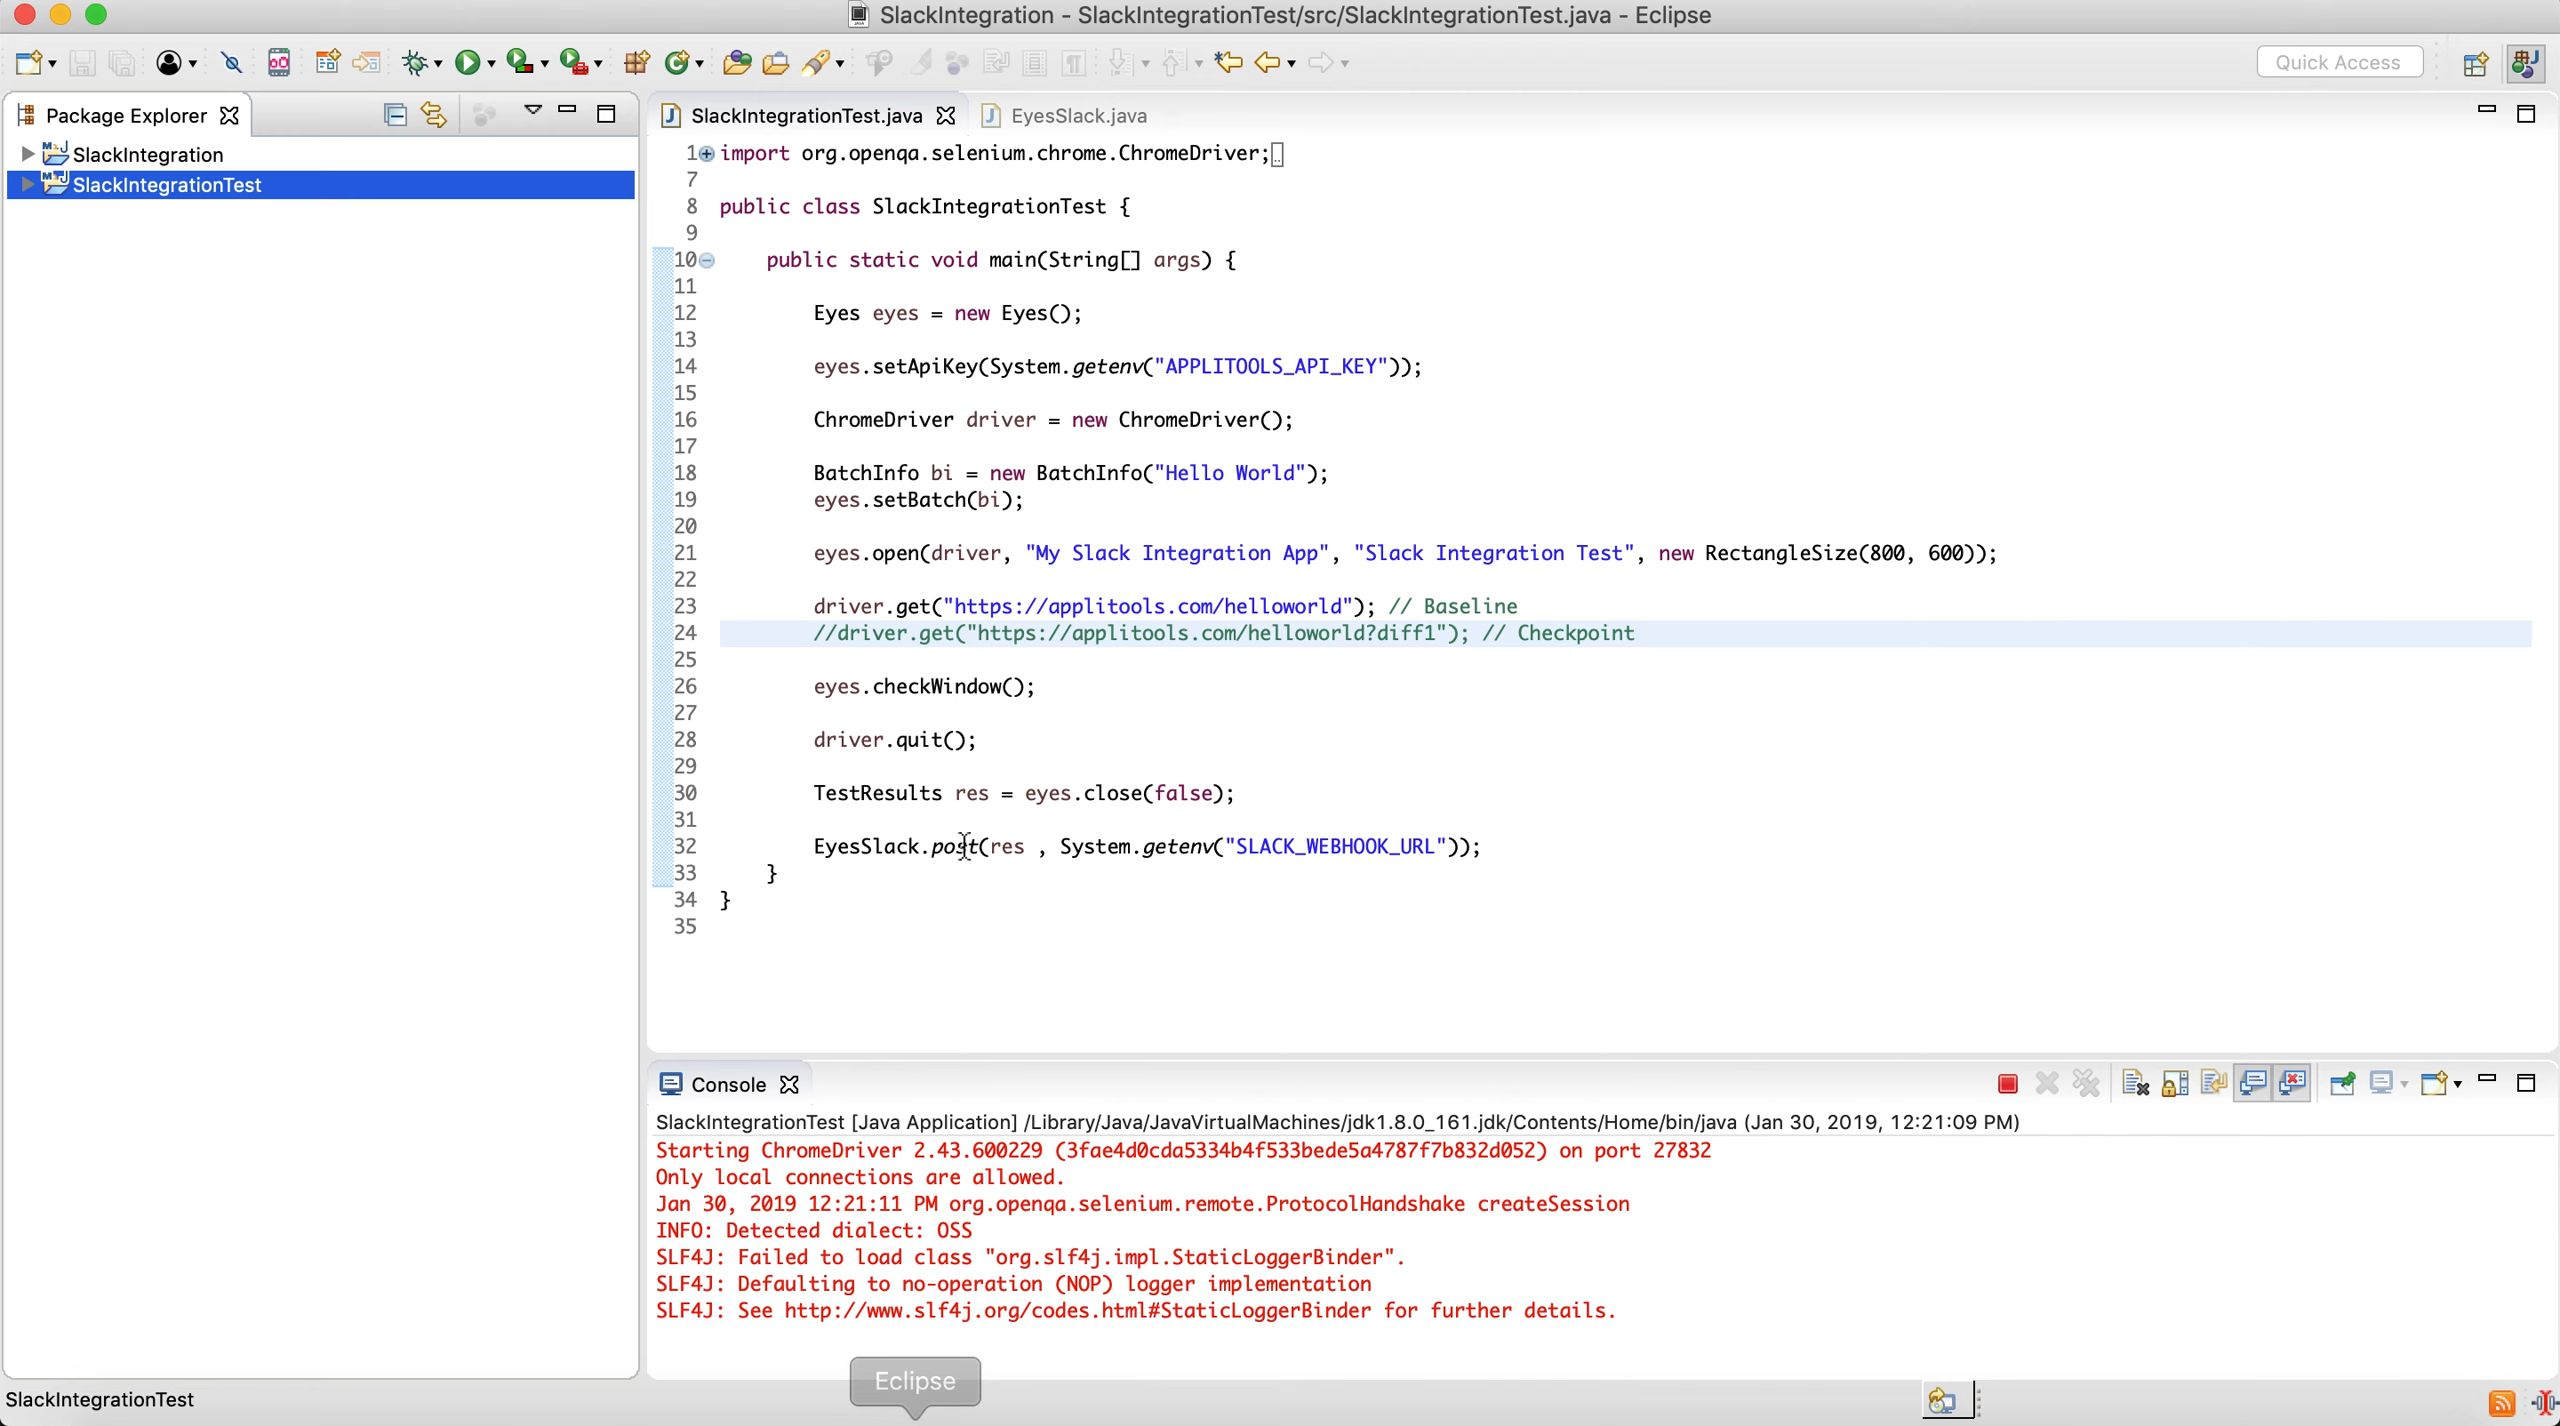 SlackIntegration - SlackIntegrationTest/src/SlackIntegrationTest.java - Eclipse
Quick Access
Package Explorer
SlackIntegration
SlackIntegrationTest
SlackIntegrationTest.java
EyesSlack.java
1 import org.openqa.selenium.chrome.ChromeDriver;
7
8 public class SlackIntegrationTest {
9
10 public static void main(String[] args) {
11
12 Eyes eyes = new Eyes();
13
14 eyes.setApiKey(System.getenv("APPLITOOLS_API_KEY"));
15
16 ChromeDriver driver = new ChromeDriver();
17
18 BatchInfo bi = new BatchInfo("Hello World");
19 eyes.setBatch(bi);
20
21 eyes.open(driver, "My Slack Integration App", "Slack Integration Test", new RectangleSize(800, 600));
22
23 driver.get("https://applitools.com/helloworld"); // Baseline
24 //driver.get("https://applitools.com/helloworld?diff1"); // Checkpoint
25
26 eyes.checkWindow();
27
28 driver.quit();
29
30 TestResults res = eyes.close(false);
31
32 EyesSlack.post(res , System.getenv("SLACK_WEBHOOK_URL"));
33 }
34 }
35
Console
SlackIntegrationTest [Java Application] /Library/Java/JavaVirtualMachines/jdk1.8.0_161.jdk/Contents/Home/bin/java (Jan 30, 2019, 12:21:09 PM)
Starting ChromeDriver 2.43.600229 (3fae4d0cda5334b4f533bede5a4787f7b832d052) on port 27832
Only local connections are allowed.
Jan 30, 2019 12:21:11 PM org.openqa.selenium.remote.ProtocolHandshake createSession
INFO: Detected dialect: OSS
SLF4J: Failed to load class "org.slf4j.impl.StaticLoggerBinder".
SLF4J: Defaulting to no-operation (NOP) logger implementation
SLF4J: See http://www.slf4j.org/codes.html#StaticLoggerBinder for further details.
Eclipse
SlackIntegrationTest